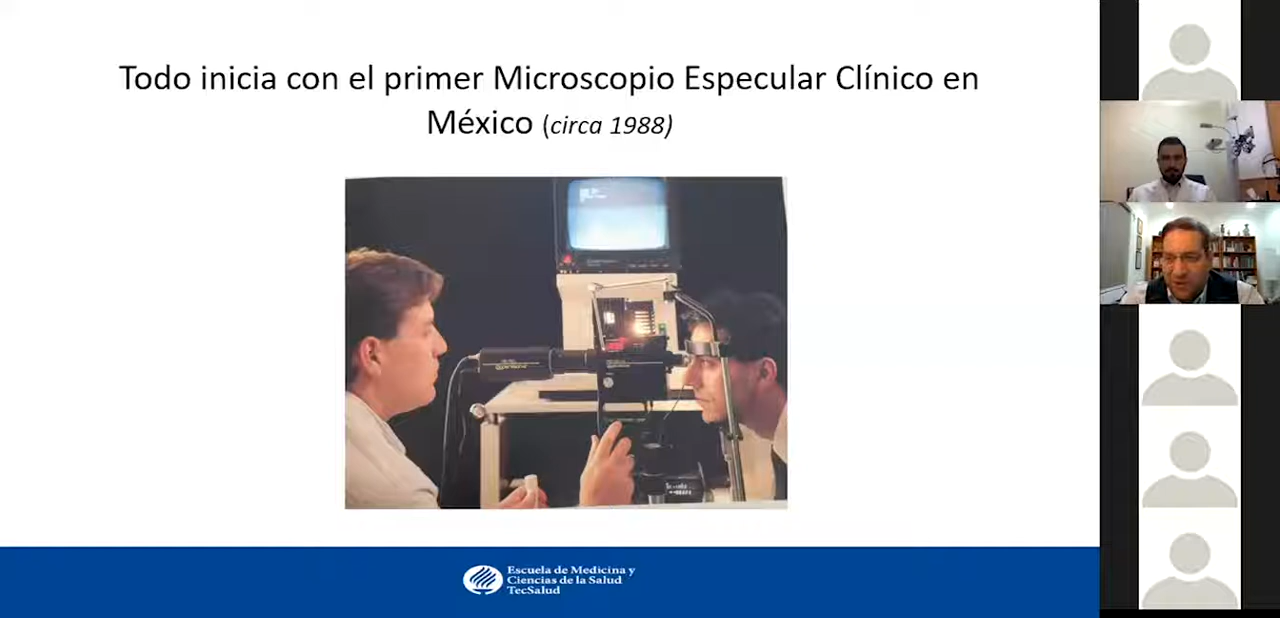 Todo inicia con el primer Microscopio Especular Clínico en
México (circa 1988)
Escuela de Medicina y
Ciencias de la Salud
TecSalud